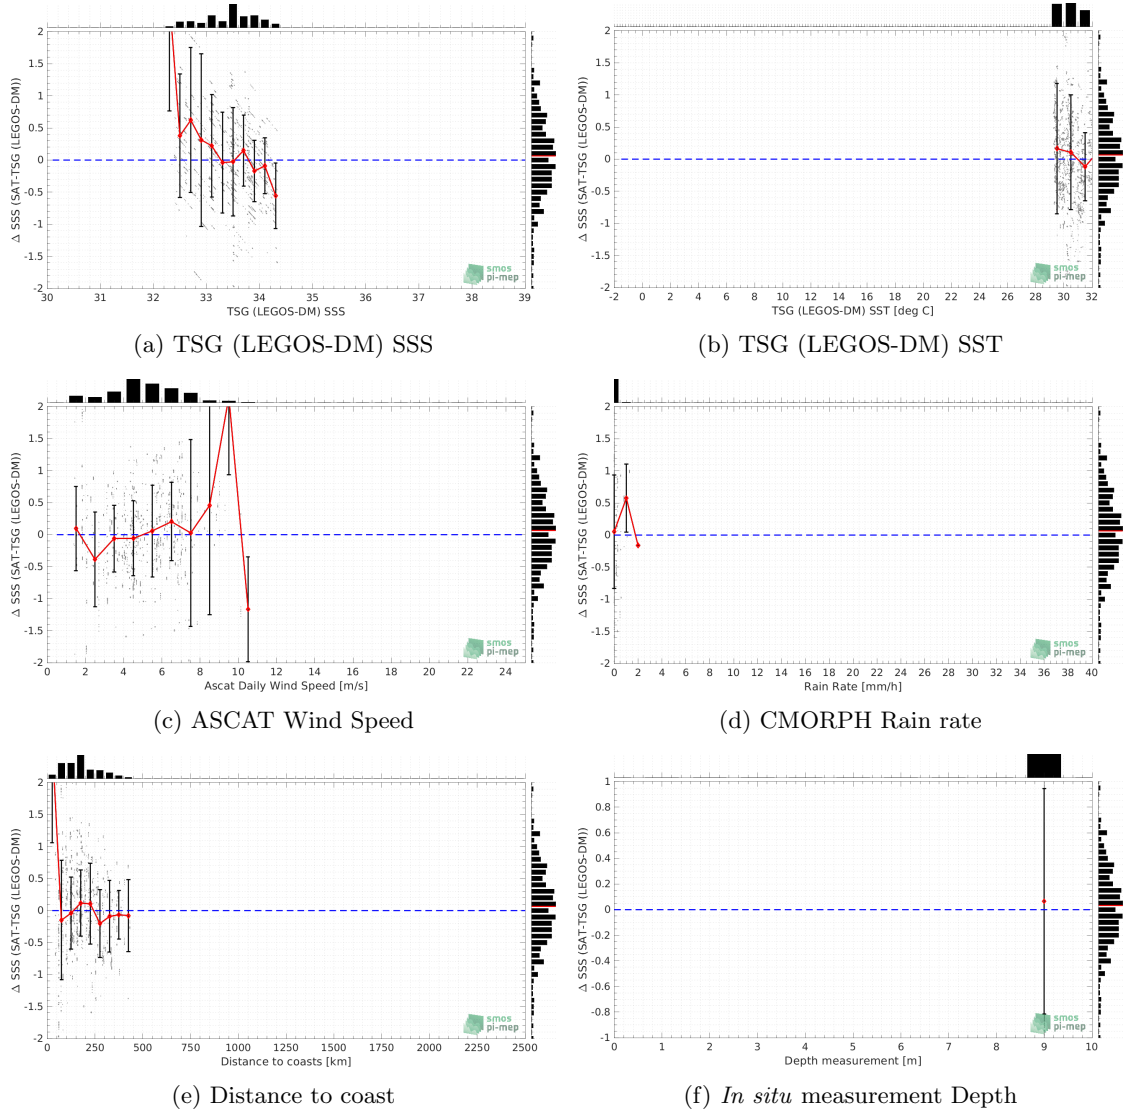 2
1.5
1
0.5
0
-0.5
-1
-1.5
-2
Δ SSS (SAT-TSG (LEGOS-DM))
30 31 32 33 34 35 36 37 38 39
TSG (LEGOS-DM) SSS
smos
pi-mep
(a) TSG (LEGOS-DM) SSS
2
1.5
1
0.5
0
-0.5
-1
-1.5
-2
Δ SSS (SAT-TSG (LEGOS-DM))
-2 0 2 4 6 8 10 12 14 16 18 20 22 24 26 28 30 32
TSG (LEGOS-DM) SST [deg C]
smos
pi-mep
(b) TSG (LEGOS-DM) SST
2
1.5
1
0.5
0
-0.5
-1
-1.5
-2
Δ SSS (SAT-TSG (LEGOS-DM))
0 2 4 6 8 10 12 14 16 18 20 22 24
Ascat Daily Wind Speed [m/s]
smos
pi-mep
(c) ASCAT Wind Speed
2
1.5
1
0.5
0
-0.5
-1
-1.5
-2
Δ SSS (SAT-TSG (LEGOS-DM))
0 2 4 6 8 10 12 14 16 18 20 22 24 26 28 30 32 34 36 38 40
Rain Rate [mm/h]
smos
pi-mep
(d) CMORPH Rain rate
2
1.5
1
0.5
0
-0.5
-1
-1.5
-2
Δ SSS (SAT-TSG (LEGOS-DM))
0 250 500 750 1000 1250 1500 1750 2000 2250 2500
Distance to coasts [km]
smos
pi-mep
(e) Distance to coast
1
0.8
0.6
0.4
0.2
0
-0.2
-0.4
-0.6
-0.8
-1
Δ SSS (SAT-TSG (LEGOS-DM))
0 1 2 3 4 5 6 7 8 9 10
Depth measurement [m]
smos
pi-mep
(f) In situ measurement Depth